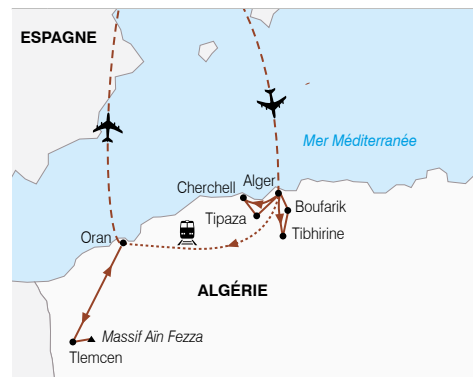 ESPAGNE
Mer Méditerranée
Cherchell
Alger
Tipaza
Boufarik
Tibhirine
Oran
ALGÉRIE
Massif Aïn Fezza
Tlemcen